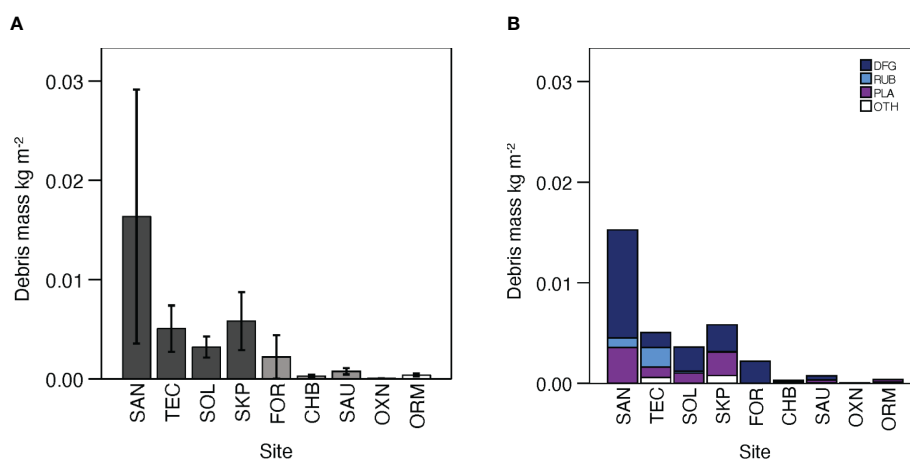 A
Debris mass kg m⁻²
0.03
0.02
0.01
0.00
SAN TEC SOL SKP FOR CHB SAU OXN ORM
Site
B
Debris mass kg m⁻²
0.03
0.02
0.01
0.00
DFG
RUB
PLA
OTH
SAN TEC SOL SKP FOR CHB SAU OXN ORM
Site